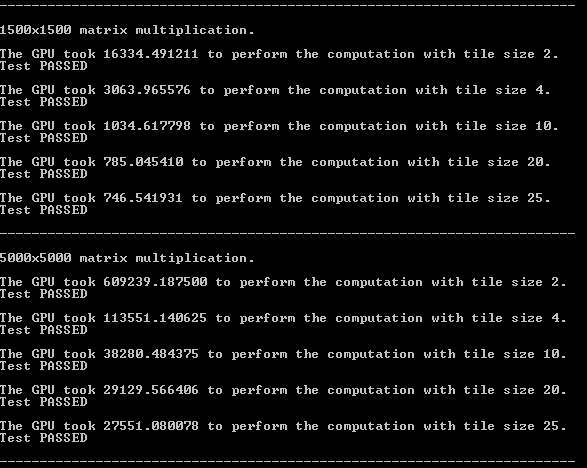 1500x1500 matrix multiplication.
The GPU took 16334.491211 to perform the computation with tile size 2.
Test PASSED
The GPU took 3063.965576 to perform the computation with tile size 4.
Test PASSED
The GPU took 1034.617798 to perform the computation with tile size 10.
Test PASSED
The GPU took 785.045410 to perform the computation with tile size 20.
Test PASSED
The GPU took 746.541931 to perform the computation with tile size 25.
Test PASSED
5000x5000 matrix multiplication.
The GPU took 609239.187500 to perform the computation with tile size 2.
Test PASSED
The GPU took 113551.140625 to perform the computation with tile size 4.
Test PASSED
The GPU took 38280.484375 to perform the computation with tile size 10.
Test PASSED
The GPU took 29129.566406 to perform the computation with tile size 20.
Test PASSED
The GPU took 27551.080078 to perform the computation with tile size 25.
Test PASSED